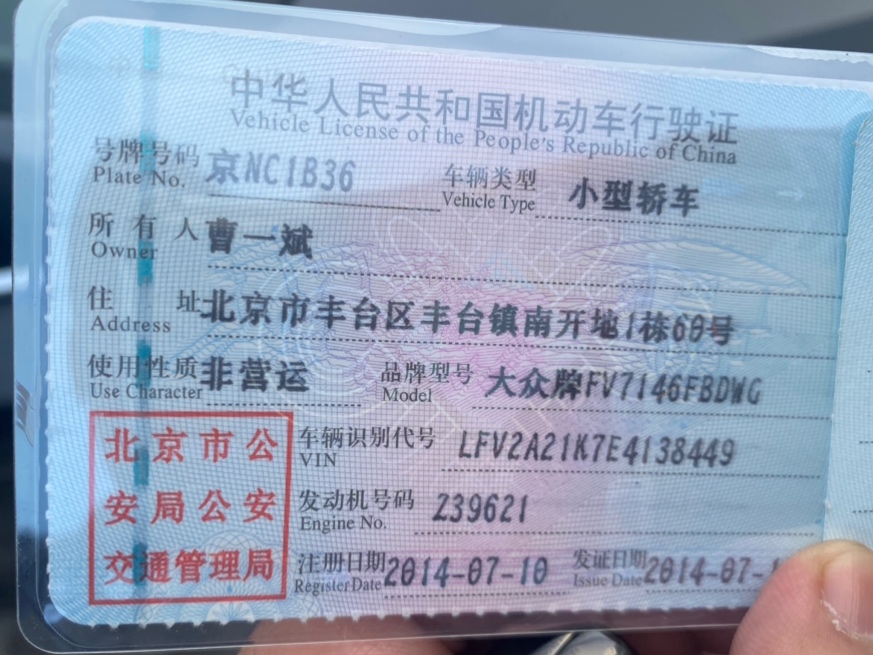 中华人民共和国机动车行驶证
Vehicle License of the People's Republic of China
号牌号码 京NC1B36 车辆类型 小型轿车
Plate No. Vehicle Type
所有人 曹一斌
Owner
住址 北京市丰台区丰台镇南开地1栋60号
Address
使用性质 非营运 品牌型号 大众牌FV7146FBDWG
Use Character Model
北京市公 车辆识别代号 LFV2A21K7E4138449
VIN
安局公安 发动机号码 Z39621
Engine No.
交通管理局 注册日期 2014-07-10 发证日期 2014-07-1
Register Date Issue Date